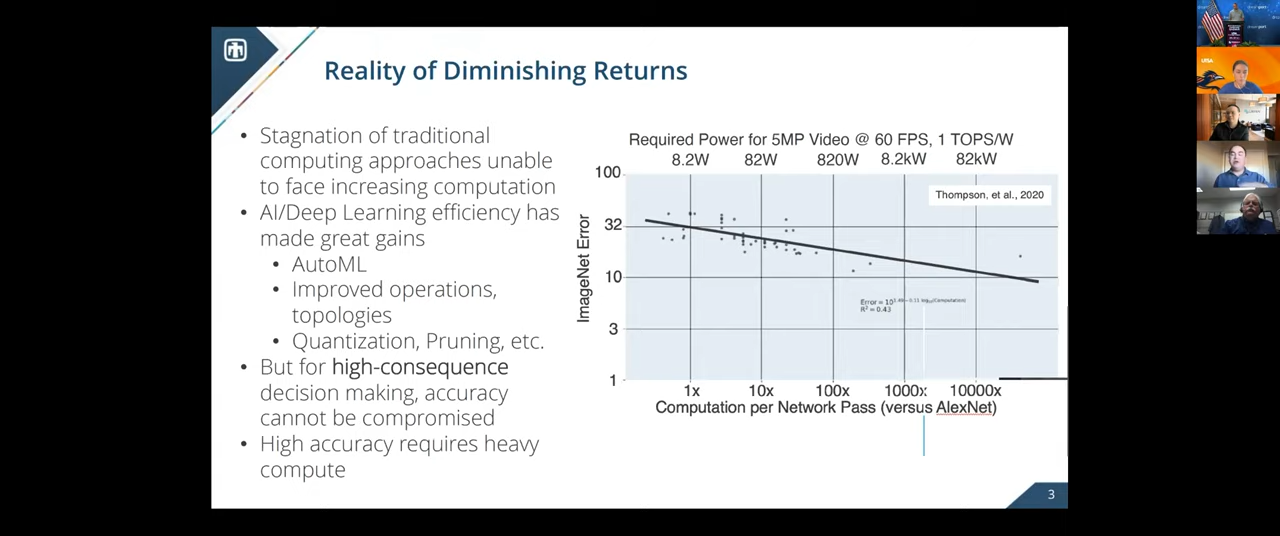 Reality of Diminishing Returns
• Stagnation of traditional
computing approaches unable
to face increasing computation
• AI/Deep Learning efficiency has
made great gains
• AutoML
• Improved operations,
topologies
• Quantization, Pruning, etc.
• But for high-consequence
decision making, accuracy
cannot be compromised
• High accuracy requires heavy
compute
Required Power for 5MP Video @ 60 FPS, 1 TOPS/W
8.2W 82W 820W 8.2kW 82kW
100
32
10
3
1
ImageNet Error
Thompson, et al., 2020
R² = 0.43
1x 10x 100x 1000x 10000x
Computation per Network Pass (versus AlexNet)
3
UTSA